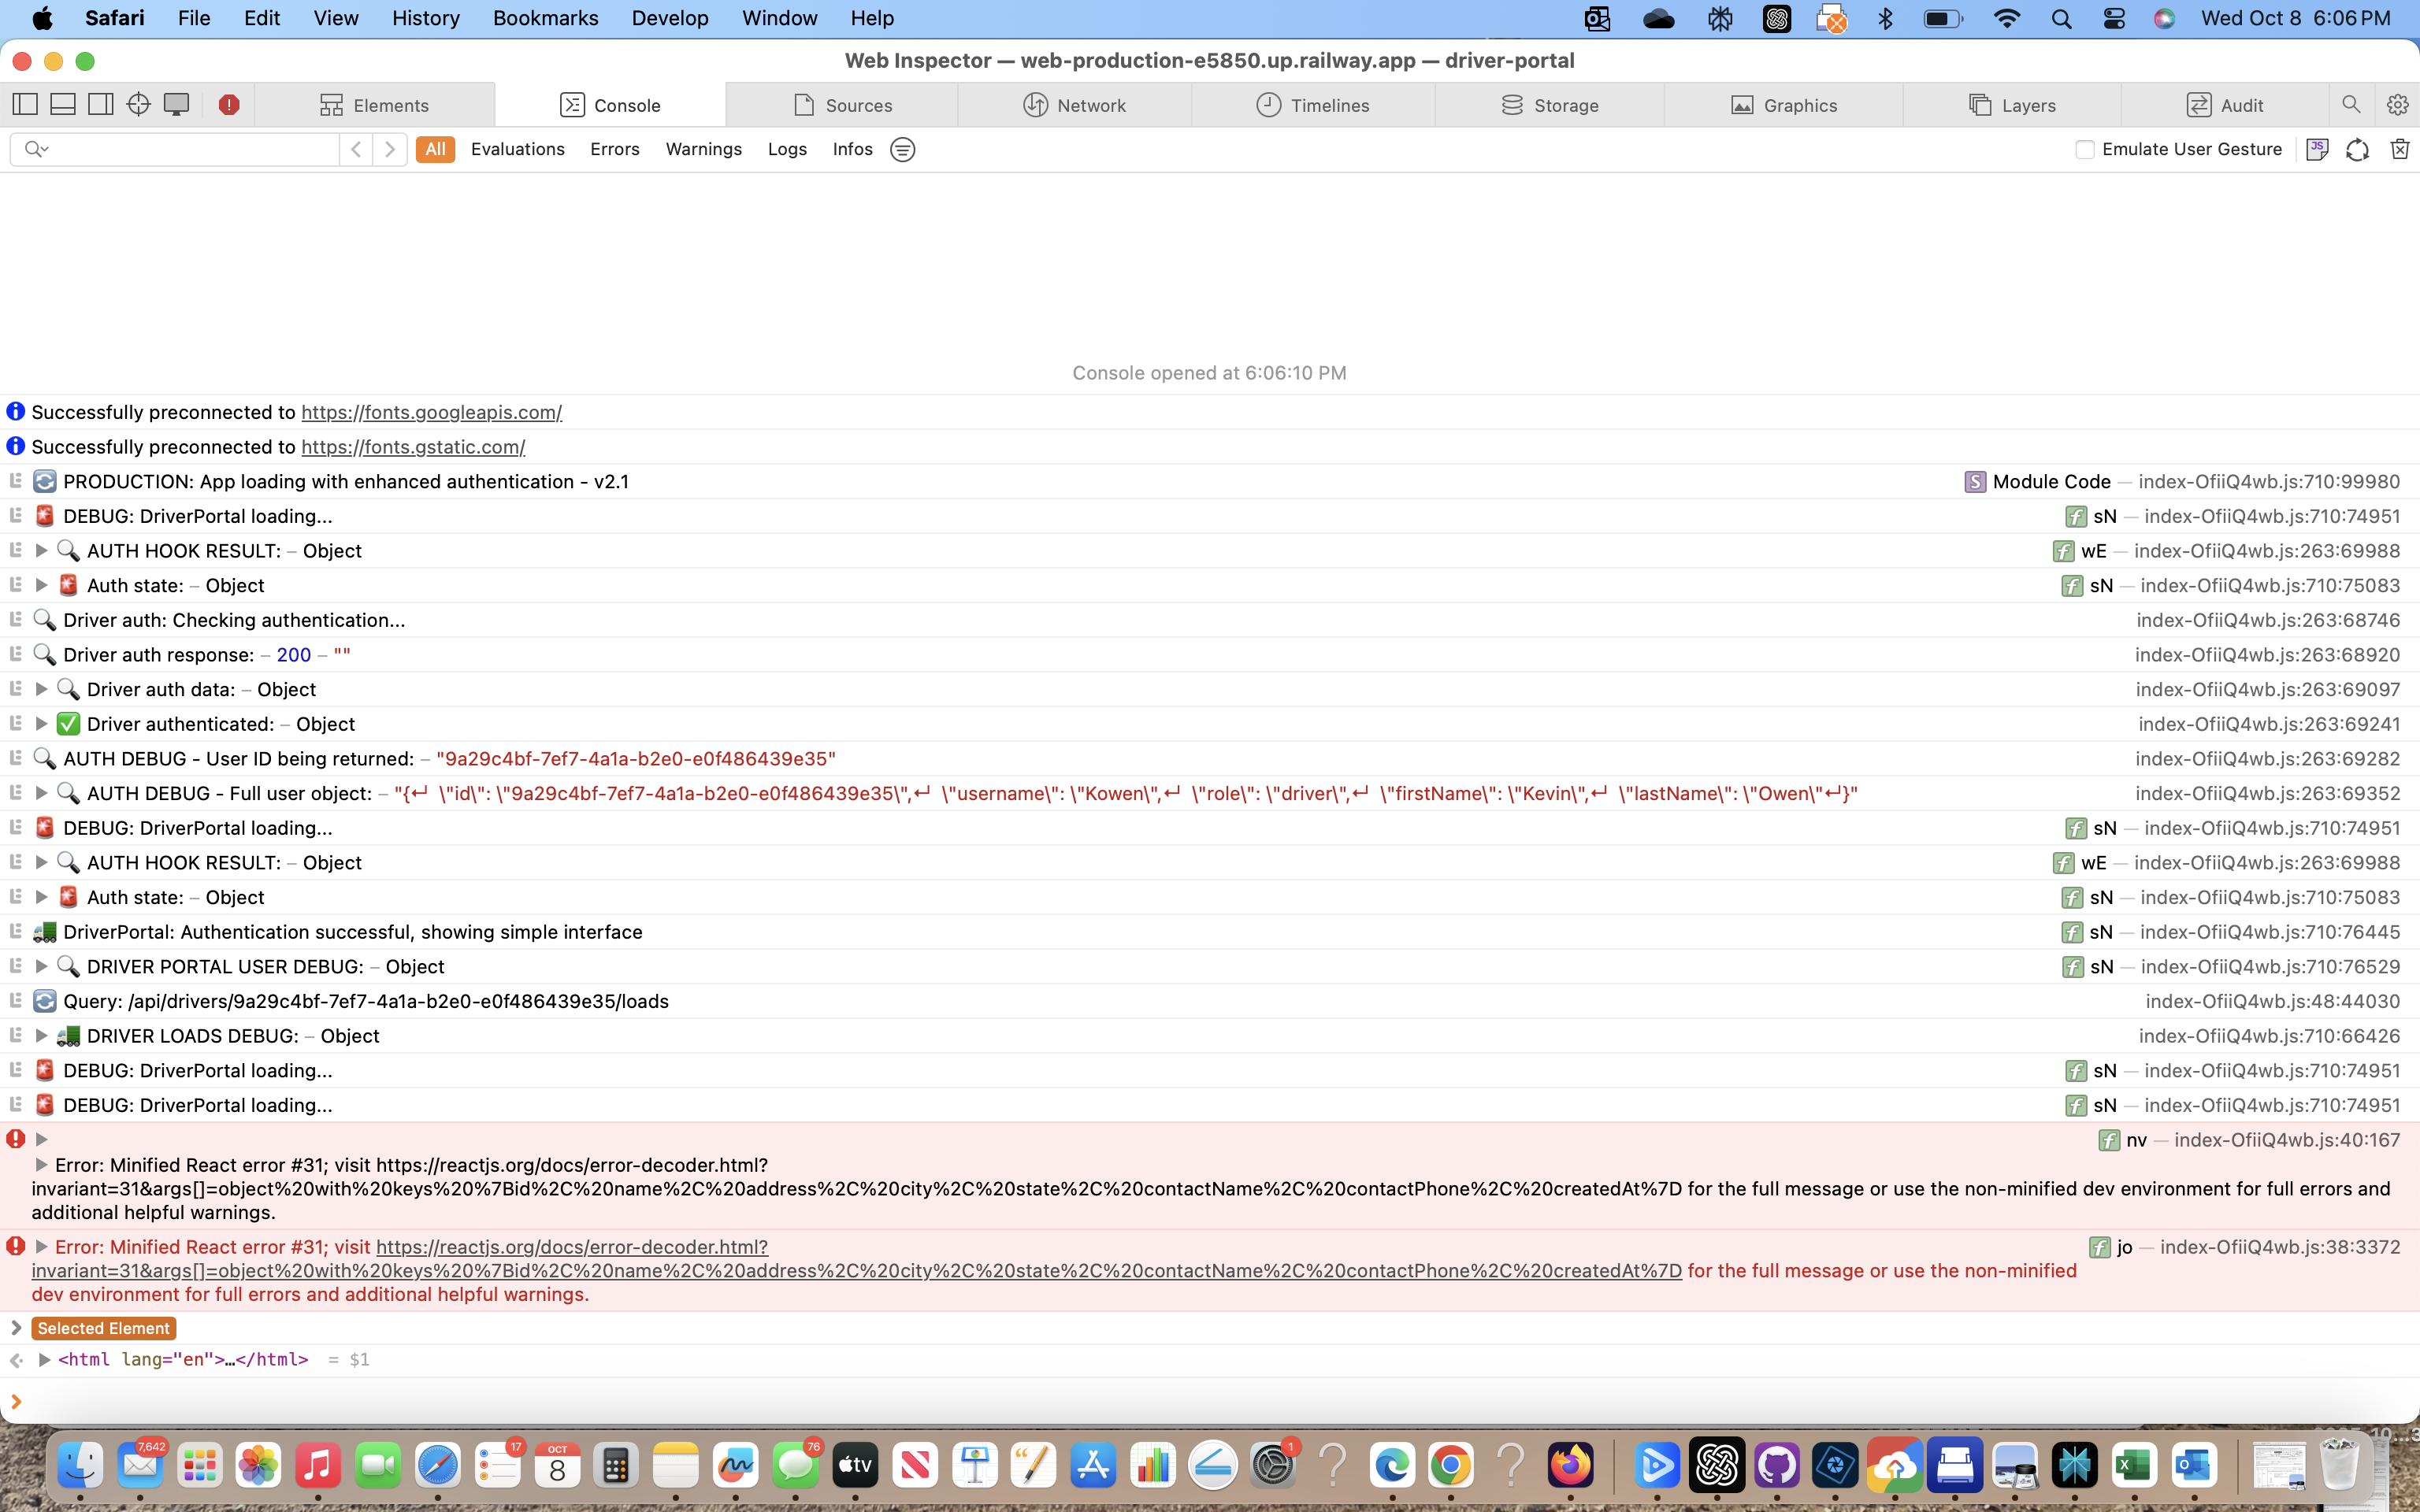 Safari File Edit View History Bookmarks Develop Window Help Wed Oct 8 6:06 PM
Web Inspector — web-production-e5850.up.railway.app — driver-portal
Elements Console Sources Network Timelines Storage Graphics Layers Audit
All Evaluations Errors Warnings Logs Infos Emulate User Gesture JS
Console opened at 6:06:10 PM
Successfully preconnected to https://fonts.googleapis.com/
Successfully preconnected to https://fonts.gstatic.com/
PRODUCTION: App loading with enhanced authentication - v2.1 S Module Code — index-OfiiQ4wb.js:710:99980
DEBUG: DriverPortal loading... f sN — index-OfiiQ4wb.js:710:74951
AUTH HOOK RESULT: – Object f wE — index-OfiiQ4wb.js:263:69988
Auth state: – Object f sN — index-OfiiQ4wb.js:710:75083
Driver auth: Checking authentication... index-OfiiQ4wb.js:263:68746
Driver auth response: – 200 – "" index-OfiiQ4wb.js:263:68920
Driver auth data: – Object index-OfiiQ4wb.js:263:69097
Driver authenticated: – Object index-OfiiQ4wb.js:263:69241
AUTH DEBUG - User ID being returned: – "9a29c4bf-7ef7-4a1a-b2e0-e0f486439e35" index-OfiiQ4wb.js:263:69282
AUTH DEBUG - Full user object: – "{↵ \"id\": \"9a29c4bf-7ef7-4a1a-b2e0-e0f486439e35\",↵ \"username\": \"Kowen\",↵ \"role\": \"driver\",↵ \"firstName\": \"Kevin\",↵ \"lastName\": \"Owen\"↵}" index-OfiiQ4wb.js:263:69352
DEBUG: DriverPortal loading... f sN — index-OfiiQ4wb.js:710:74951
AUTH HOOK RESULT: – Object f wE — index-OfiiQ4wb.js:263:69988
Auth state: – Object f sN — index-OfiiQ4wb.js:710:75083
DriverPortal: Authentication successful, showing simple interface f sN — index-OfiiQ4wb.js:710:76445
DRIVER PORTAL USER DEBUG: – Object f sN — index-OfiiQ4wb.js:710:76529
Query: /api/drivers/9a29c4bf-7ef7-4a1a-b2e0-e0f486439e35/loads index-OfiiQ4wb.js:48:44030
DRIVER LOADS DEBUG: – Object index-OfiiQ4wb.js:710:66426
DEBUG: DriverPortal loading... f sN — index-OfiiQ4wb.js:710:74951
DEBUG: DriverPortal loading... f sN — index-OfiiQ4wb.js:710:74951
f nv — index-OfiiQ4wb.js:40:167
Error: Minified React error #31; visit https://reactjs.org/docs/error-decoder.html?
invariant=31&args[]=object%20with%20keys%20%7Bid%2C%20name%2C%20address%2C%20city%2C%20state%2C%20contactName%2C%20contactPhone%2C%20createdAt%7D for the full message or use the non-minified dev environment for full errors and
additional helpful warnings.
Error: Minified React error #31; visit https://reactjs.org/docs/error-decoder.html? f jo — index-OfiiQ4wb.js:38:3372
invariant=31&args[]=object%20with%20keys%20%7Bid%2C%20name%2C%20address%2C%20city%2C%20state%2C%20contactName%2C%20contactPhone%2C%20createdAt%7D for the full message or use the non-minified
dev environment for full errors and additional helpful warnings.
Selected Element
<html lang="en">…</html> = $1
7,642 17 OCT 8 76 tv 1